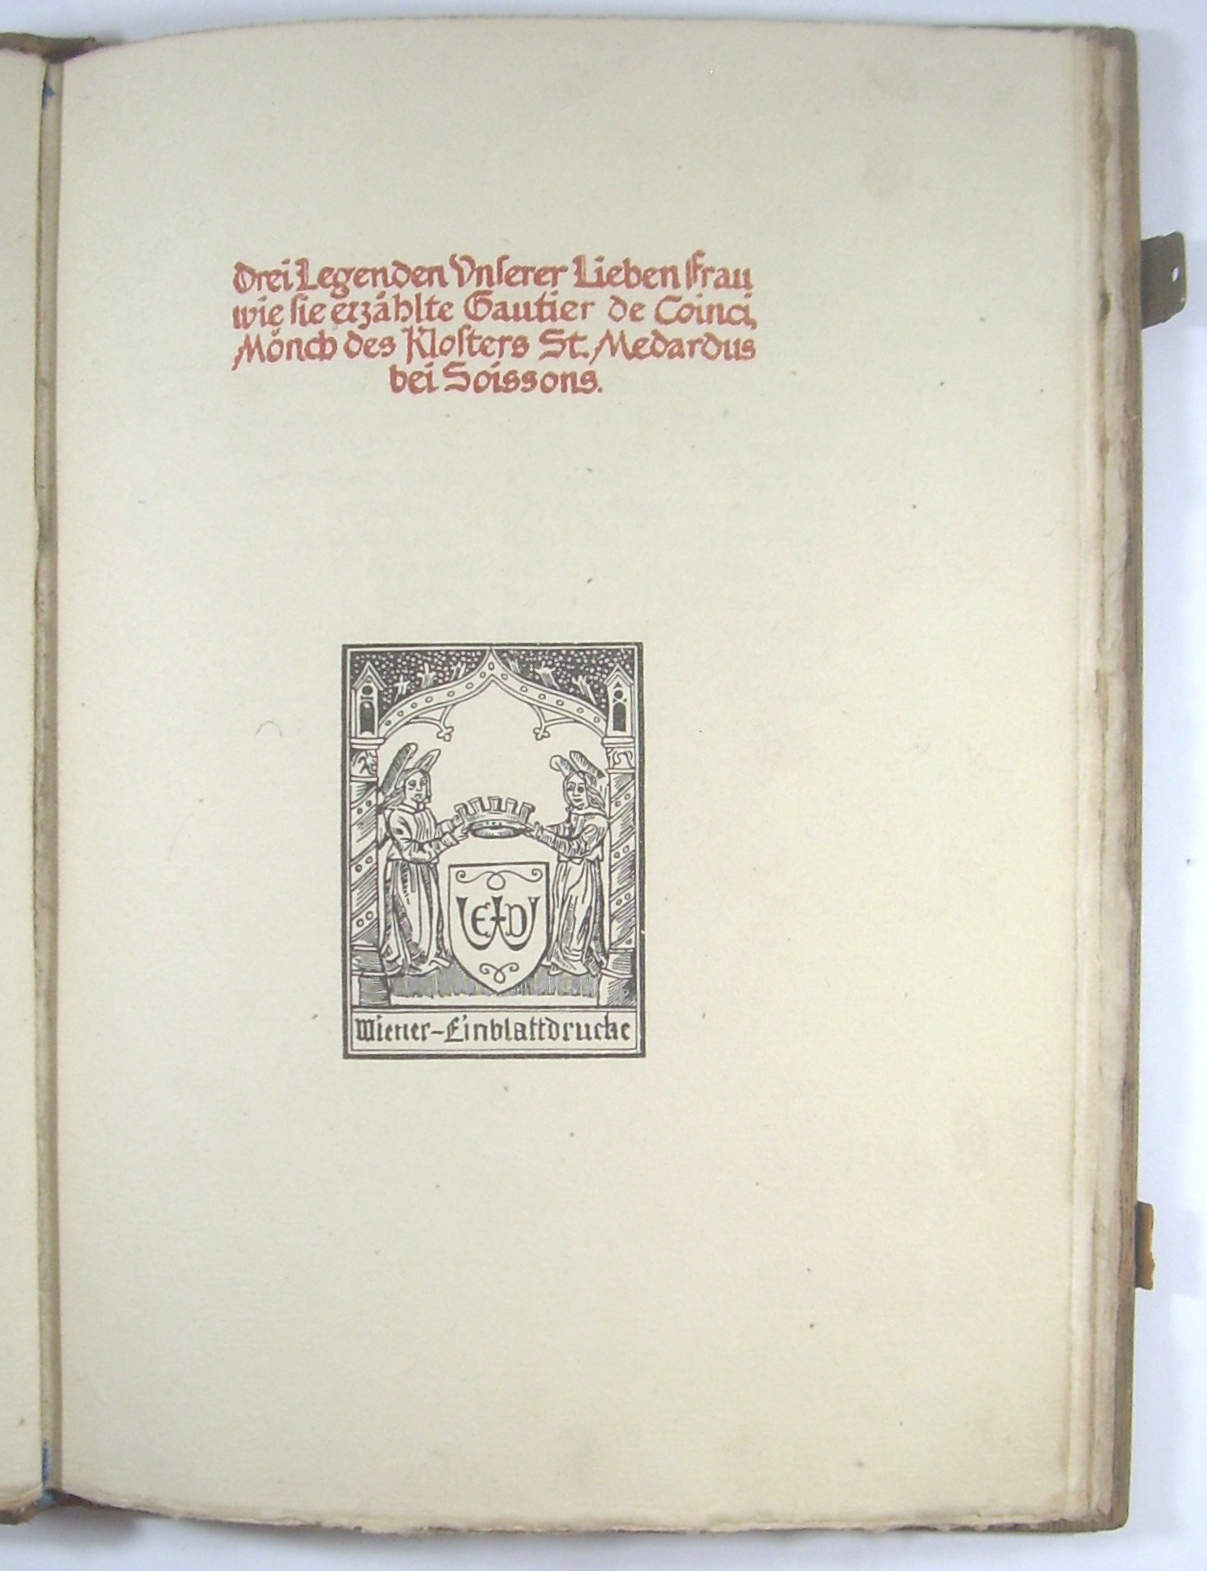 Drei Legenden Vnſerer Lieben Frau
wie ſie erzählte Gautier de Coinci,
Mönch des Kloſters St. Medardus
bei Soissons.
WED
Wiener-Einblattdrucke